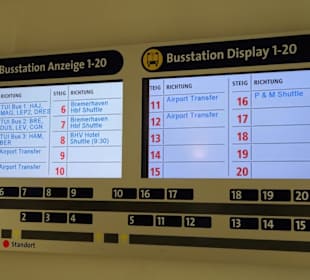 Busstation Anzeige 1-20
STEIG RICHTUNG
TUI Bus 1: HAJ,
MAG, LEP2, DRES
TUI Bus 2: BRE,
DUS, LEV, CGN
TUI Bus 3: HAM,
BER
Airport Transfer
Airport Transfer
6 Bremerhaven
Hbf Shuttle
7 Bremerhaven
Hbf Shuttle
8 BHV Hotel
Shuttle (9:30)
9
10
Busstation Display 1-20
STEIG RICHTUNG
11 Airport Transfer
12 Airport Transfer
13
14
15
STEIG RICHTUNG
16 P & M Shuttle
17
18
19
20
6 7 8 9 10 16 17 18 19 20
2 3 4 5 11 12 13 14 15
Standort